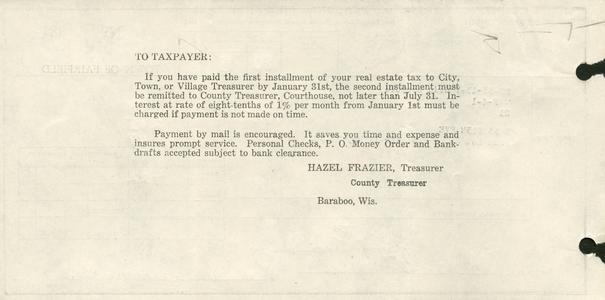 TO TAXPAYER:
If you have paid the first installment of your real estate tax to City,
Town, or Village Treasurer by January 31st, the second installment must
be remitted to County Treasurer, Courthouse, not later than July 31. In-
terest at rate of eight-tenths of 1% per month from January 1st must be
charged if payment is not made on time.
Payment by mail is encouraged. It saves you time and expense and
insures prompt service. Personal Checks, P. O. Money Order and Bank-
drafts accepted subject to bank clearance.
HAZEL FRAZIER, Treasurer
County Treasurer
Baraboo, Wis.